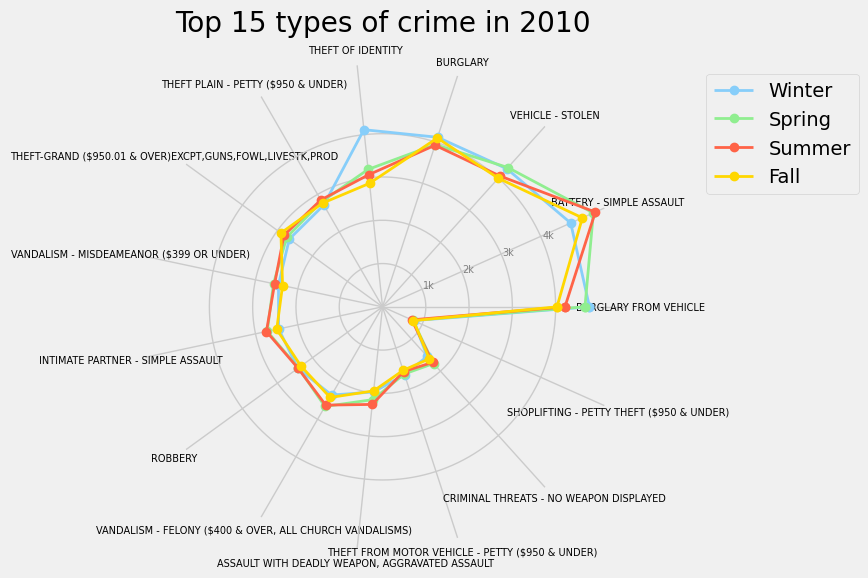 Top 15 types of crime in 2010
THEFT OF IDENTITY
BURGLARY
THEFT PLAIN - PETTY ($950 & UNDER)
VEHICLE - STOLEN
THEFT-GRAND ($950.01 & OVER)EXCPT,GUNS,FOWL,LIVESTK,PROD
BATTERY - SIMPLE ASSAULT
VANDALISM - MISDEAMEANOR ($399 OR UNDER)
BURGLARY FROM VEHICLE
1k
2k
3k
4k
INTIMATE PARTNER - SIMPLE ASSAULT
SHOPLIFTING - PETTY THEFT ($950 & UNDER)
ROBBERY
CRIMINAL THREATS - NO WEAPON DISPLAYED
VANDALISM - FELONY ($400 & OVER, ALL CHURCH VANDALISMS)
THEFT FROM MOTOR VEHICLE - PETTY ($950 & UNDER)
ASSAULT WITH DEADLY WEAPON, AGGRAVATED ASSAULT
Winter
Spring
Summer
Fall